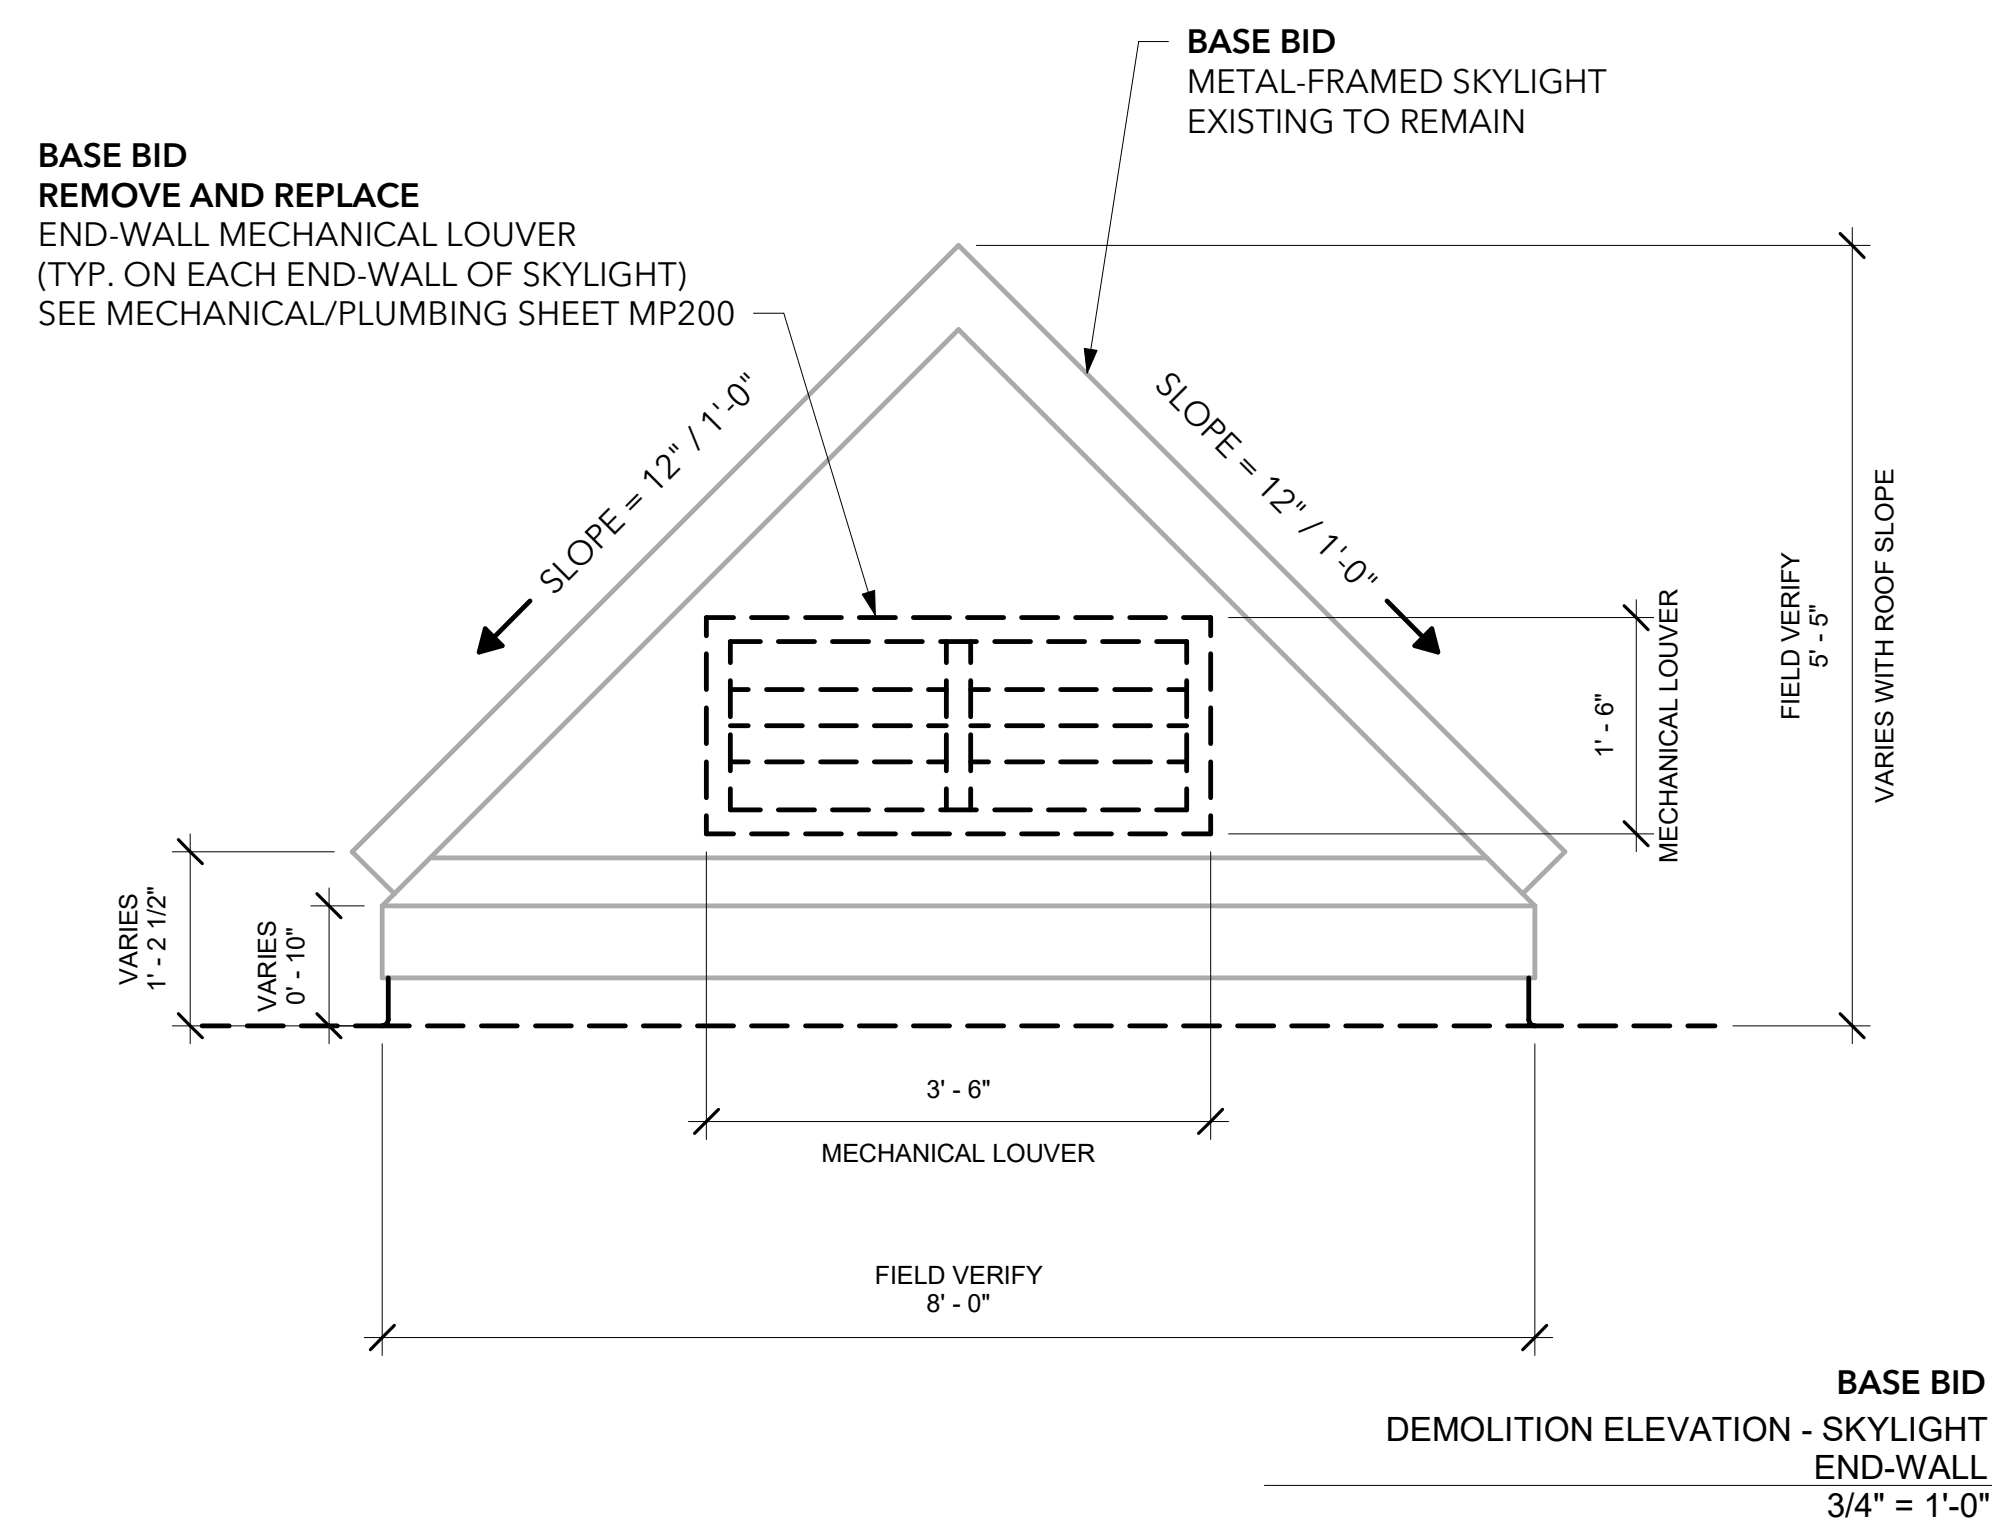 BASE BID
METAL-FRAMED SKYLIGHT
EXISTING TO REMAIN
BASE BID
REMOVE AND REPLACE
END-WALL MECHANICAL LOUVER
(TYP. ON EACH END-WALL OF SKYLIGHT)
SEE MECHANICAL/PLUMBING SHEET MP200
SLOPE = 12" / 1'-0"
SLOPE = 12" / 1'-0"
1' - 6"
MECHANICAL LOUVER
FIELD VERIFY
5' - 5"
VARIES WITH ROOF SLOPE
VARIES
1' - 2 1/2"
VARIES
0' - 10"
3' - 6"
MECHANICAL LOUVER
FIELD VERIFY
8' - 0"
BASE BID
DEMOLITION ELEVATION - SKYLIGHT
END-WALL
3/4" = 1'-0"